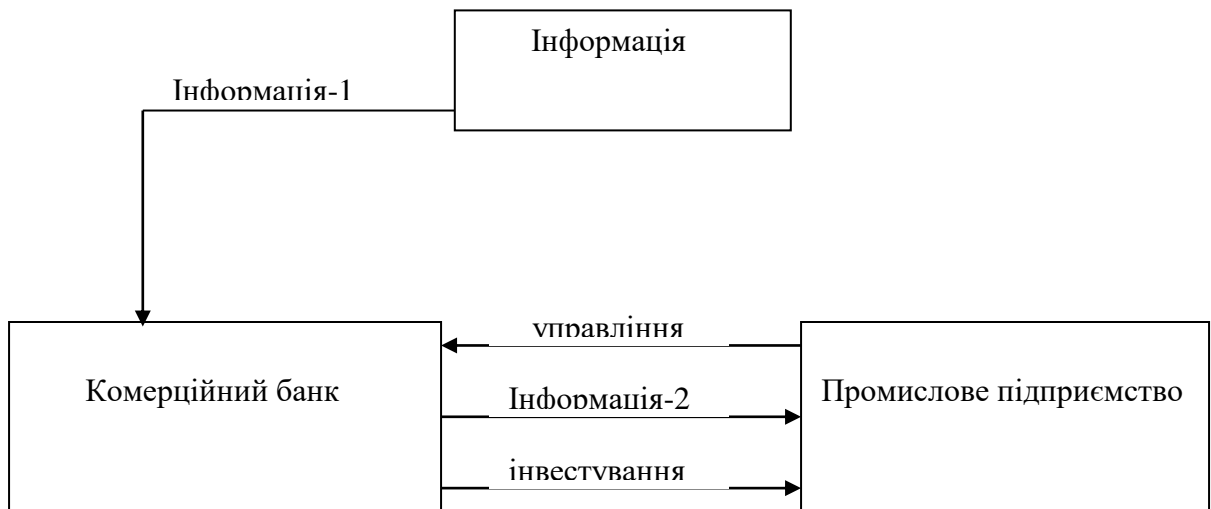 Інформація
Інформація-1
управління
Комерційний банк
Інформація-2
Промислове підприємство
інвестування